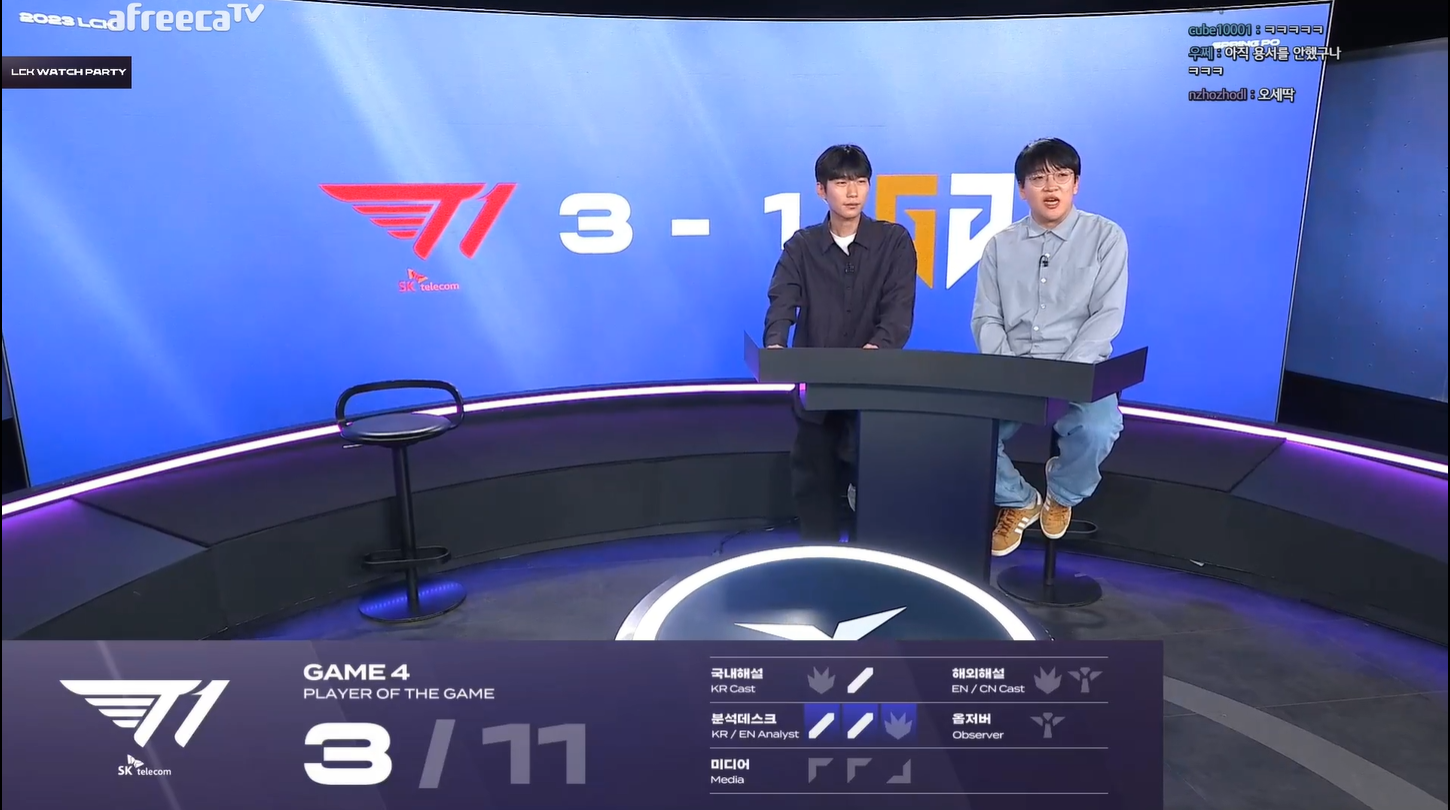 2023 LCK
afreecaTV
LCK WATCH PARTY
cube10001 : ㅋㅋㅋㅋㅋ
SPRING PO
우쩨 : 아직 용서를 안했구나
ㅋㅋㅋ
nzhozhodl : 오세딱
T1
3 - 1
SK telecom
T1
SK telecom
GAME 4
PLAYER OF THE GAME
3 / 11
국내해설
KR Cast
해외해설
EN / CN Cast
분석데스크
KR / EN Analyst
옵저버
Observer
미디어
Media